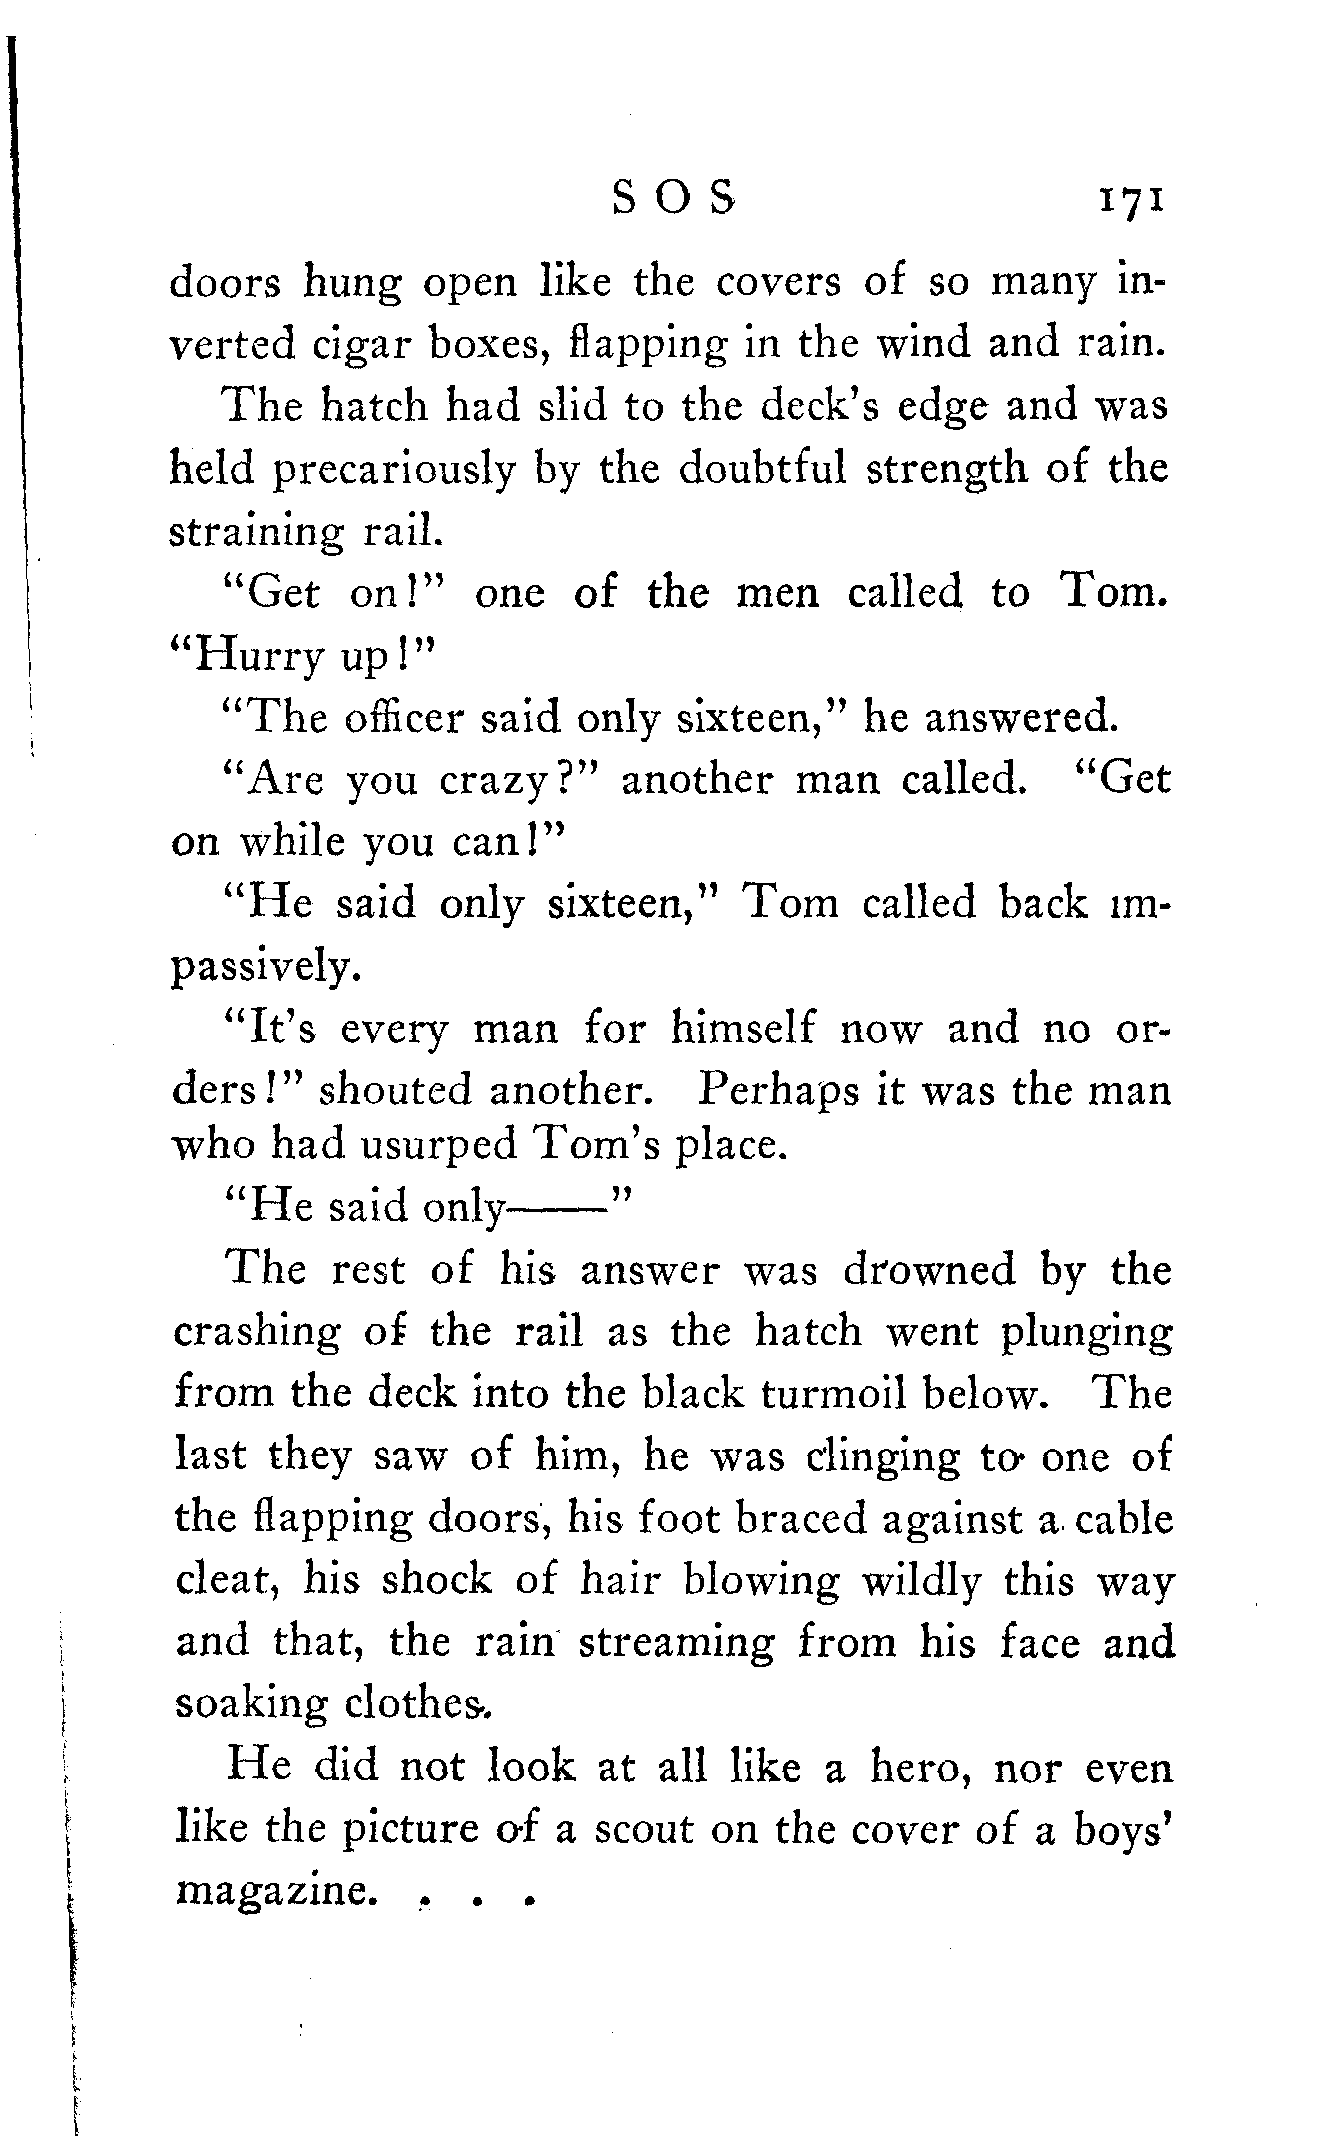 S O S 171
doors hung open like the covers of so many in-
verted cigar boxes, flapping in the wind and rain.
The hatch had slid to the deck's edge and was
held precariously by the doubtful strength of the
straining rail.
"Get on!" one of the men called to Tom.
"Hurry up!"
"The officer said only sixteen," he answered.
"Are you crazy?" another man called. "Get
on while you can!"
"He said only sixteen," Tom called back im-
passively.
"It's every man for himself now and no or-
ders!" shouted another. Perhaps it was the man
who had usurped Tom's place.
"He said only——"
The rest of his answer was drowned by the
crashing of the rail as the hatch went plunging
from the deck into the black turmoil below. The
last they saw of him, he was clinging to one of
the flapping doors, his foot braced against a cable
cleat, his shock of hair blowing wildly this way
and that, the rain streaming from his face and
soaking clothes.
He did not look at all like a hero, nor even
like the picture of a scout on the cover of a boys'
magazine. . . .